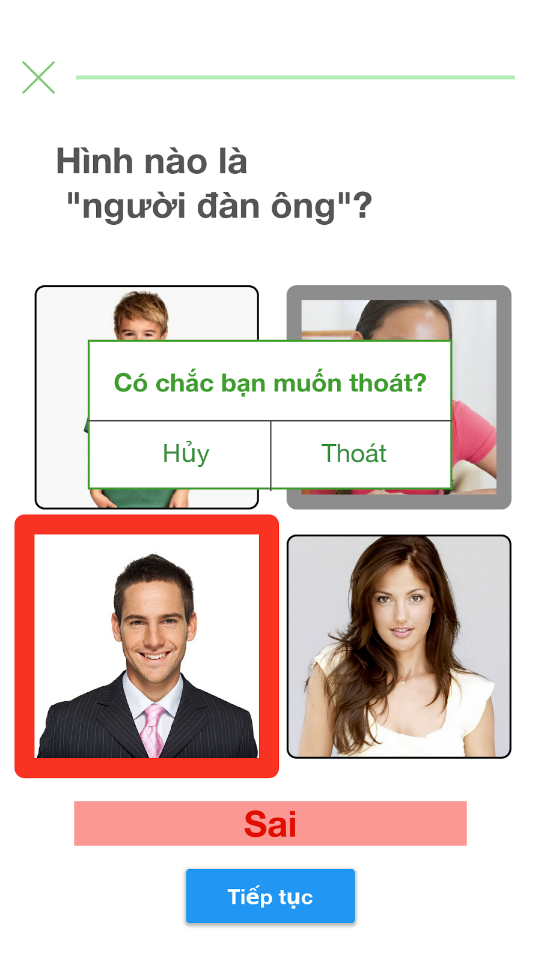 Hình nào là
"người đàn ông"?
Có chắc bạn muốn thoát?
Hủy
Thoát
Sai
Tiếp tục